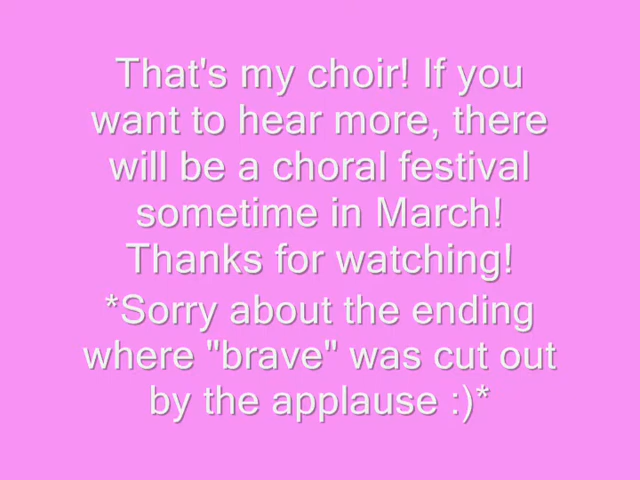 That's my choir! If you
want to hear more, there
will be a choral festival
sometime in March!
Thanks for watching!
*Sorry about the ending
where "brave" was cut out
by the applause :)*